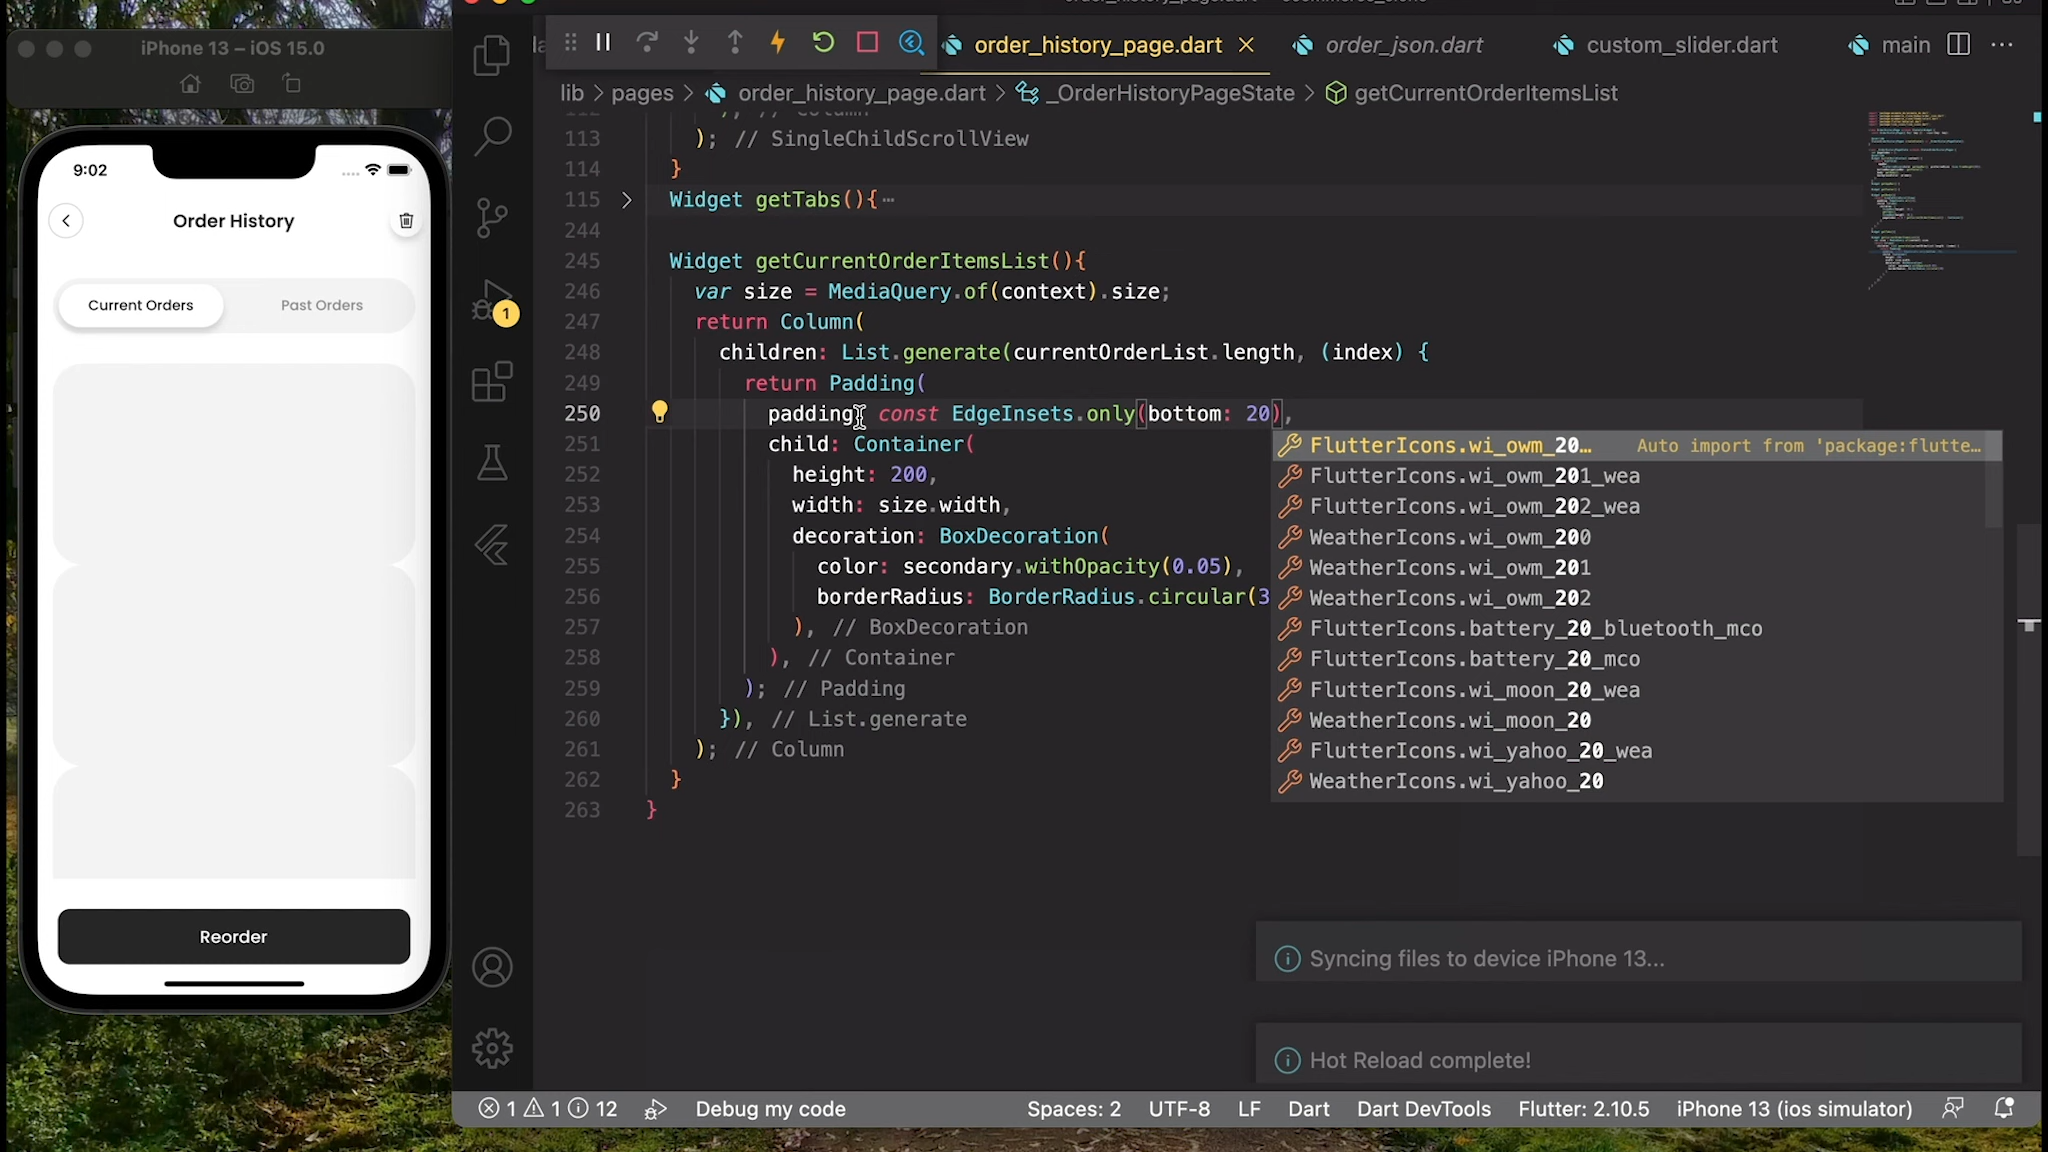 iPhone 13 – iOS 15.0
9:02
Order History
Current Orders
Past Orders
Reorder
order_history_page.dart
order_json.dart
custom_slider.dart
main
lib > pages > order_history_page.dart > _OrderHistoryPageState > getCurrentOrderItemsList
113 ); // SingleChildScrollView
114 }
115 Widget getTabs(){
244
245 Widget getCurrentOrderItemsList(){
246 var size = MediaQuery.of(context).size;
247 return Column(
248 children: List.generate(currentOrderList.length, (index) {
249 return Padding(
250 padding: const EdgeInsets.only(bottom: 20),
251 child: Container(
252 height: 200,
253 width: size.width,
254 decoration: BoxDecoration(
255 color: secondary.withOpacity(0.05),
256 borderRadius: BorderRadius.circular(3
257 ), // BoxDecoration
258 ), // Container
259 ); // Padding
260 }), // List.generate
261 ); // Column
262 }
263 }
FlutterIcons.wi_owm_20… Auto import from 'package:flutte…
FlutterIcons.wi_owm_201_wea
FlutterIcons.wi_owm_202_wea
WeatherIcons.wi_owm_200
WeatherIcons.wi_owm_201
WeatherIcons.wi_owm_202
FlutterIcons.battery_20_bluetooth_mco
FlutterIcons.battery_20_mco
FlutterIcons.wi_moon_20_wea
WeatherIcons.wi_moon_20
FlutterIcons.wi_yahoo_20_wea
WeatherIcons.wi_yahoo_20
1
Syncing files to device iPhone 13...
Hot Reload complete!
1 1 12 Debug my code Spaces: 2 UTF-8 LF Dart Dart DevTools Flutter: 2.10.5 iPhone 13 (ios simulator)